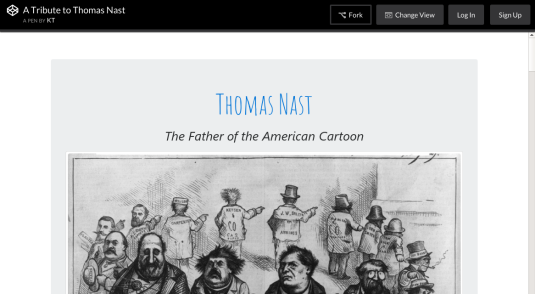 A Tribute to Thomas Nast
A PEN BY KT
Fork
Change View
Log In
Sign Up
THOMAS NAST
The Father of the American Cartoon